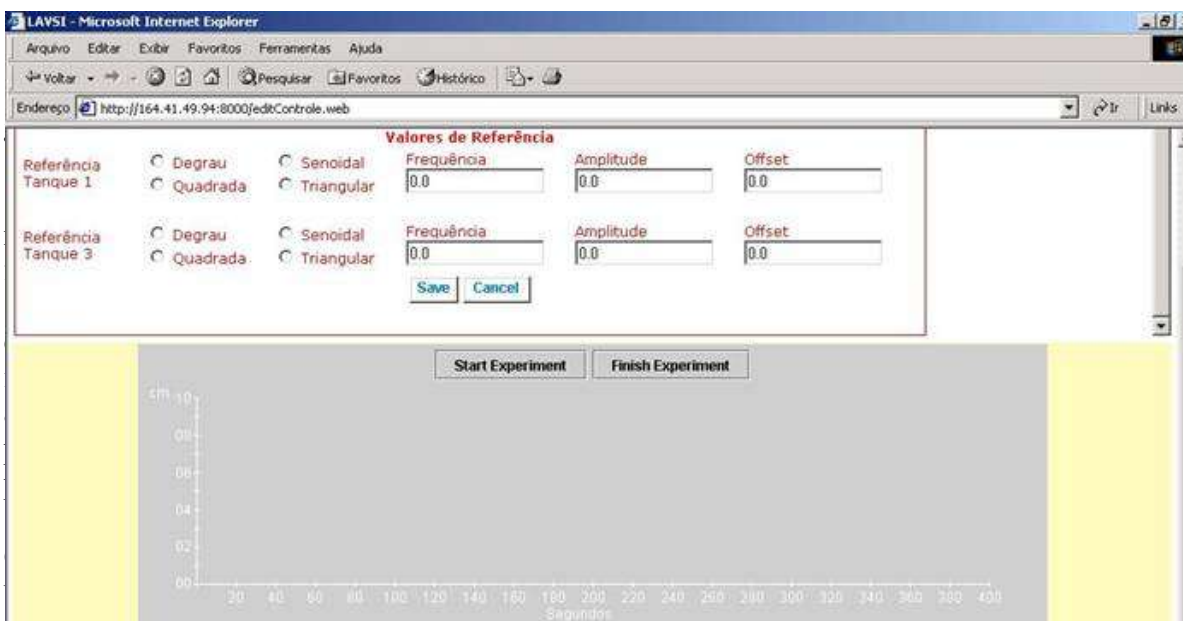 LAVSI - Microsoft Internet Explorer
Arquivo Editar Exibir Favoritos Ferramentas Ajuda
Voltar Pesquisar Favoritos Histórico
Endereço http://164.41.49.94:8000/editControle.web Ir Links
Valores de Referência
Referência Tanque 1
Degrau Senoidal
Quadrada Triangular
Frequência Amplitude Offset
0.0 0.0 0.0
Referência Tanque 3
Degrau Senoidal
Quadrada Triangular
Frequência Amplitude Offset
0.0 0.0 0.0
Save Cancel
Start Experiment Finish Experiment
cm
10
08
06
04
02
00
20 40 60 80 100 120 140 160 180 200 220 240 260 280 300 320 340 360 380 400
Segundos